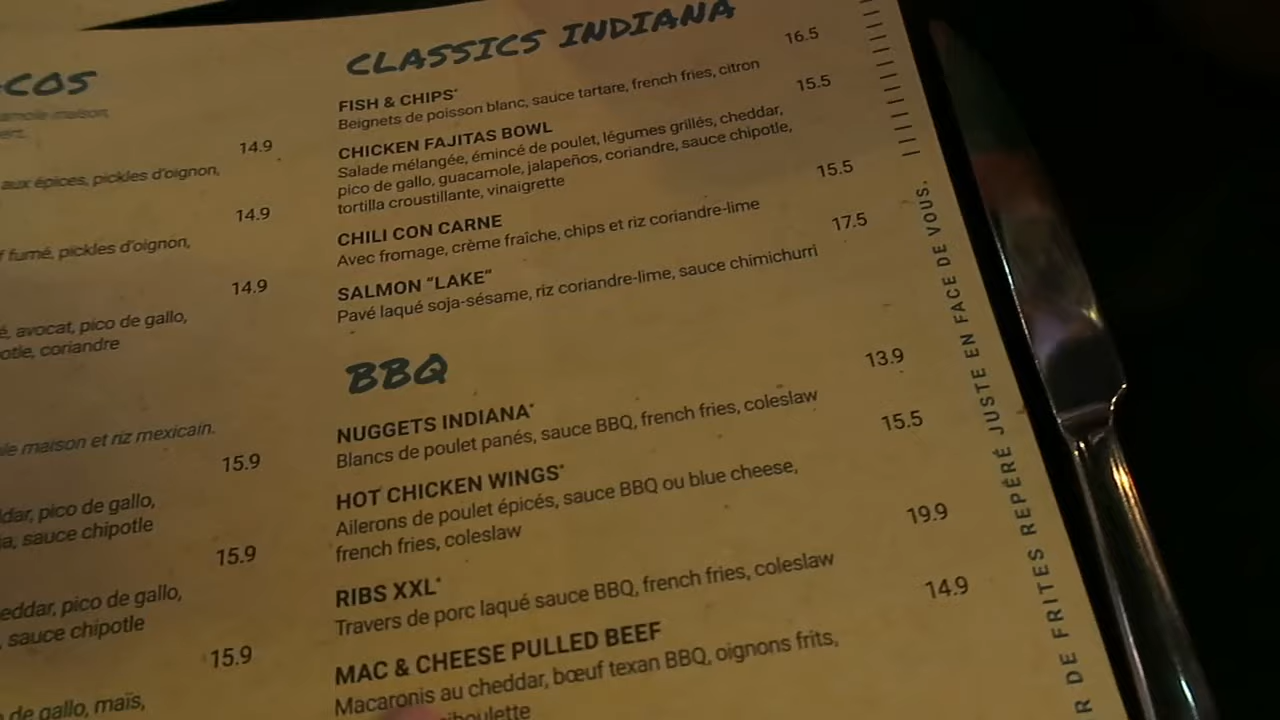 COS
maison,
14.9
aux épices, pickles d'oignon,
14.9
fumé, pickles d'oignon,
14.9
avocat, pico de gallo,
coriandre
maison et riz mexicain.
15.9
pico de gallo,
sauce chipotle
15.9
pico de gallo,
sauce chipotle
15.9
de gallo, maïs,
CLASSICS INDIANA
FISH & CHIPS* 16.5
Beignets de poisson blanc, sauce tartare, french fries, citron
CHICKEN FAJITAS BOWL 15.5
Salade mélangée, émincé de poulet, légumes grillés, cheddar,
pico de gallo, guacamole, jalapeños, coriandre, sauce chipotle,
tortilla croustillante, vinaigrette
CHILI CON CARNE 15.5
Avec fromage, crème fraîche, chips et riz coriandre-lime
SALMON "LAKE" 17.5
Pavé laqué soja-sésame, riz coriandre-lime, sauce chimichurri
BBQ
NUGGETS INDIANA* 13.9
Blancs de poulet panés, sauce BBQ, french fries, coleslaw
HOT CHICKEN WINGS* 15.5
Ailerons de poulet épicés, sauce BBQ ou blue cheese,
french fries, coleslaw
RIBS XXL* 19.9
Travers de porc laqué sauce BBQ, french fries, coleslaw
MAC & CHEESE PULLED BEEF 14.9
Macaronis au cheddar, bœuf texan BBQ, oignons frits,
DE FRITES REPÉRÉ JUSTE EN FACE DE VOUS.